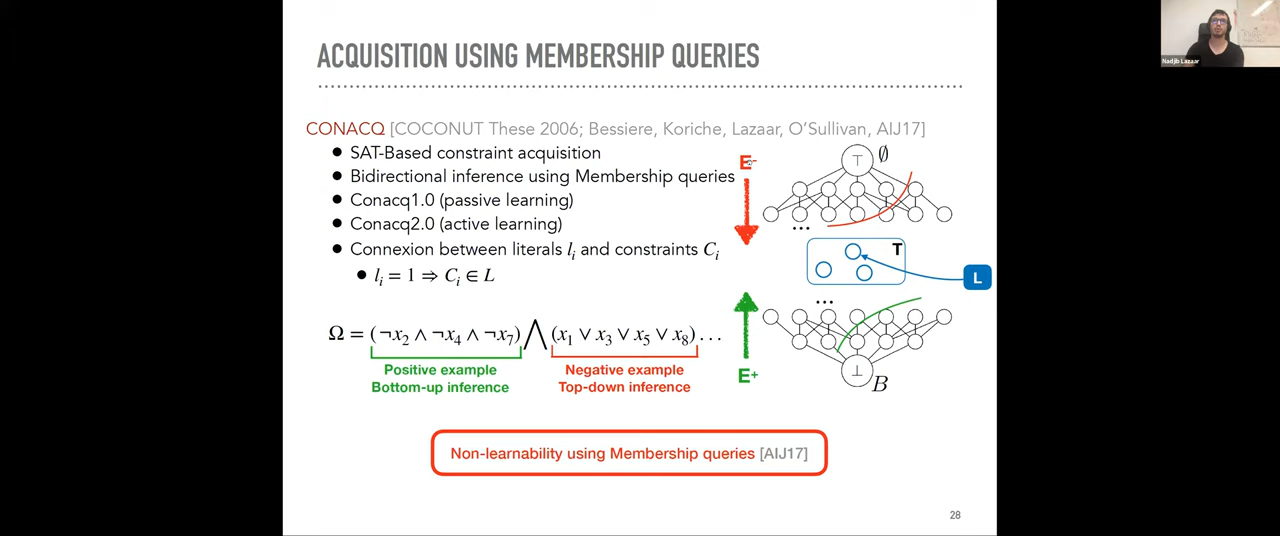 ACQUISITION USING MEMBERSHIP QUERIES
Nadjib Lazaar
CONACQ [COCONUT These 2006; Bessiere, Koriche, Lazaar, O'Sullivan, AIJ17]
● SAT-Based constraint acquisition
● Bidirectional inference using Membership queries
● Conacq1.0 (passive learning)
● Conacq2.0 (active learning)
● Connexion between literals lᵢ and constraints Cᵢ
● lᵢ = 1 ⇒ Cᵢ ∈ L
Ω = (¬x₂ ∧ ¬x₄ ∧ ¬x₇) ⋀ (x₁ ∨ x₃ ∨ x₅ ∨ x₈) . . .
Positive example
Bottom-up inference
Negative example
Top-down inference
E⁻
⊤ ∅
...
T
L
...
E⁺
⊥
B
Non-learnability using Membership queries [AIJ17]
28